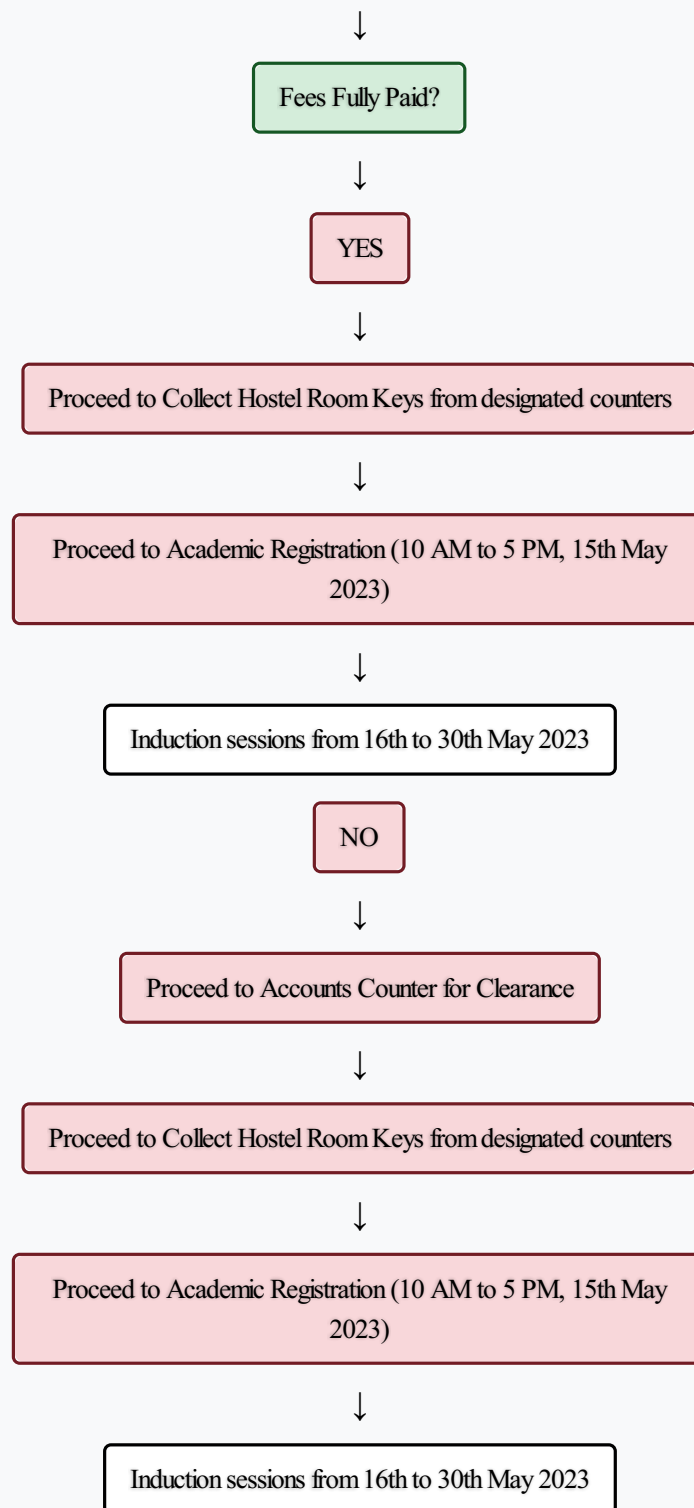 ↓
Fees Fully Paid?
↓
YES
↓
Proceed to Collect Hostel Room Keys from designated counters
↓
Proceed to Academic Registration (10 AM to 5 PM, 15th May
2023)
↓
Induction sessions from 16th to 30th May 2023
NO
↓
Proceed to Accounts Counter for Clearance
↓
Proceed to Collect Hostel Room Keys from designated counters
↓
Proceed to Academic Registration (10 AM to 5 PM, 15th May
2023)
↓
Induction sessions from 16th to 30th May 2023